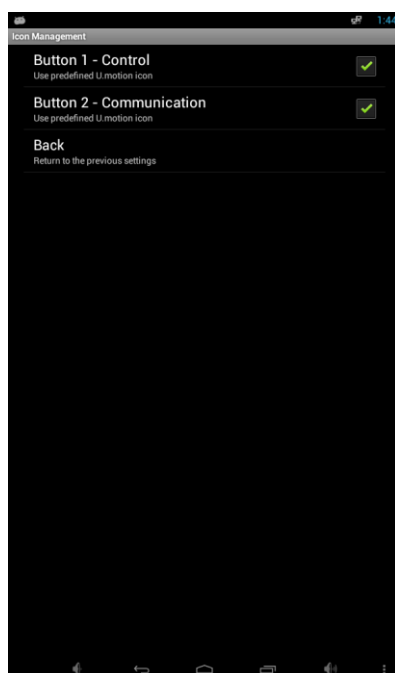 1:44
Icon Management
Button 1 - Control
Use predefined U.motion icon
Button 2 - Communication
Use predefined U.motion icon
Back
Return to the previous settings